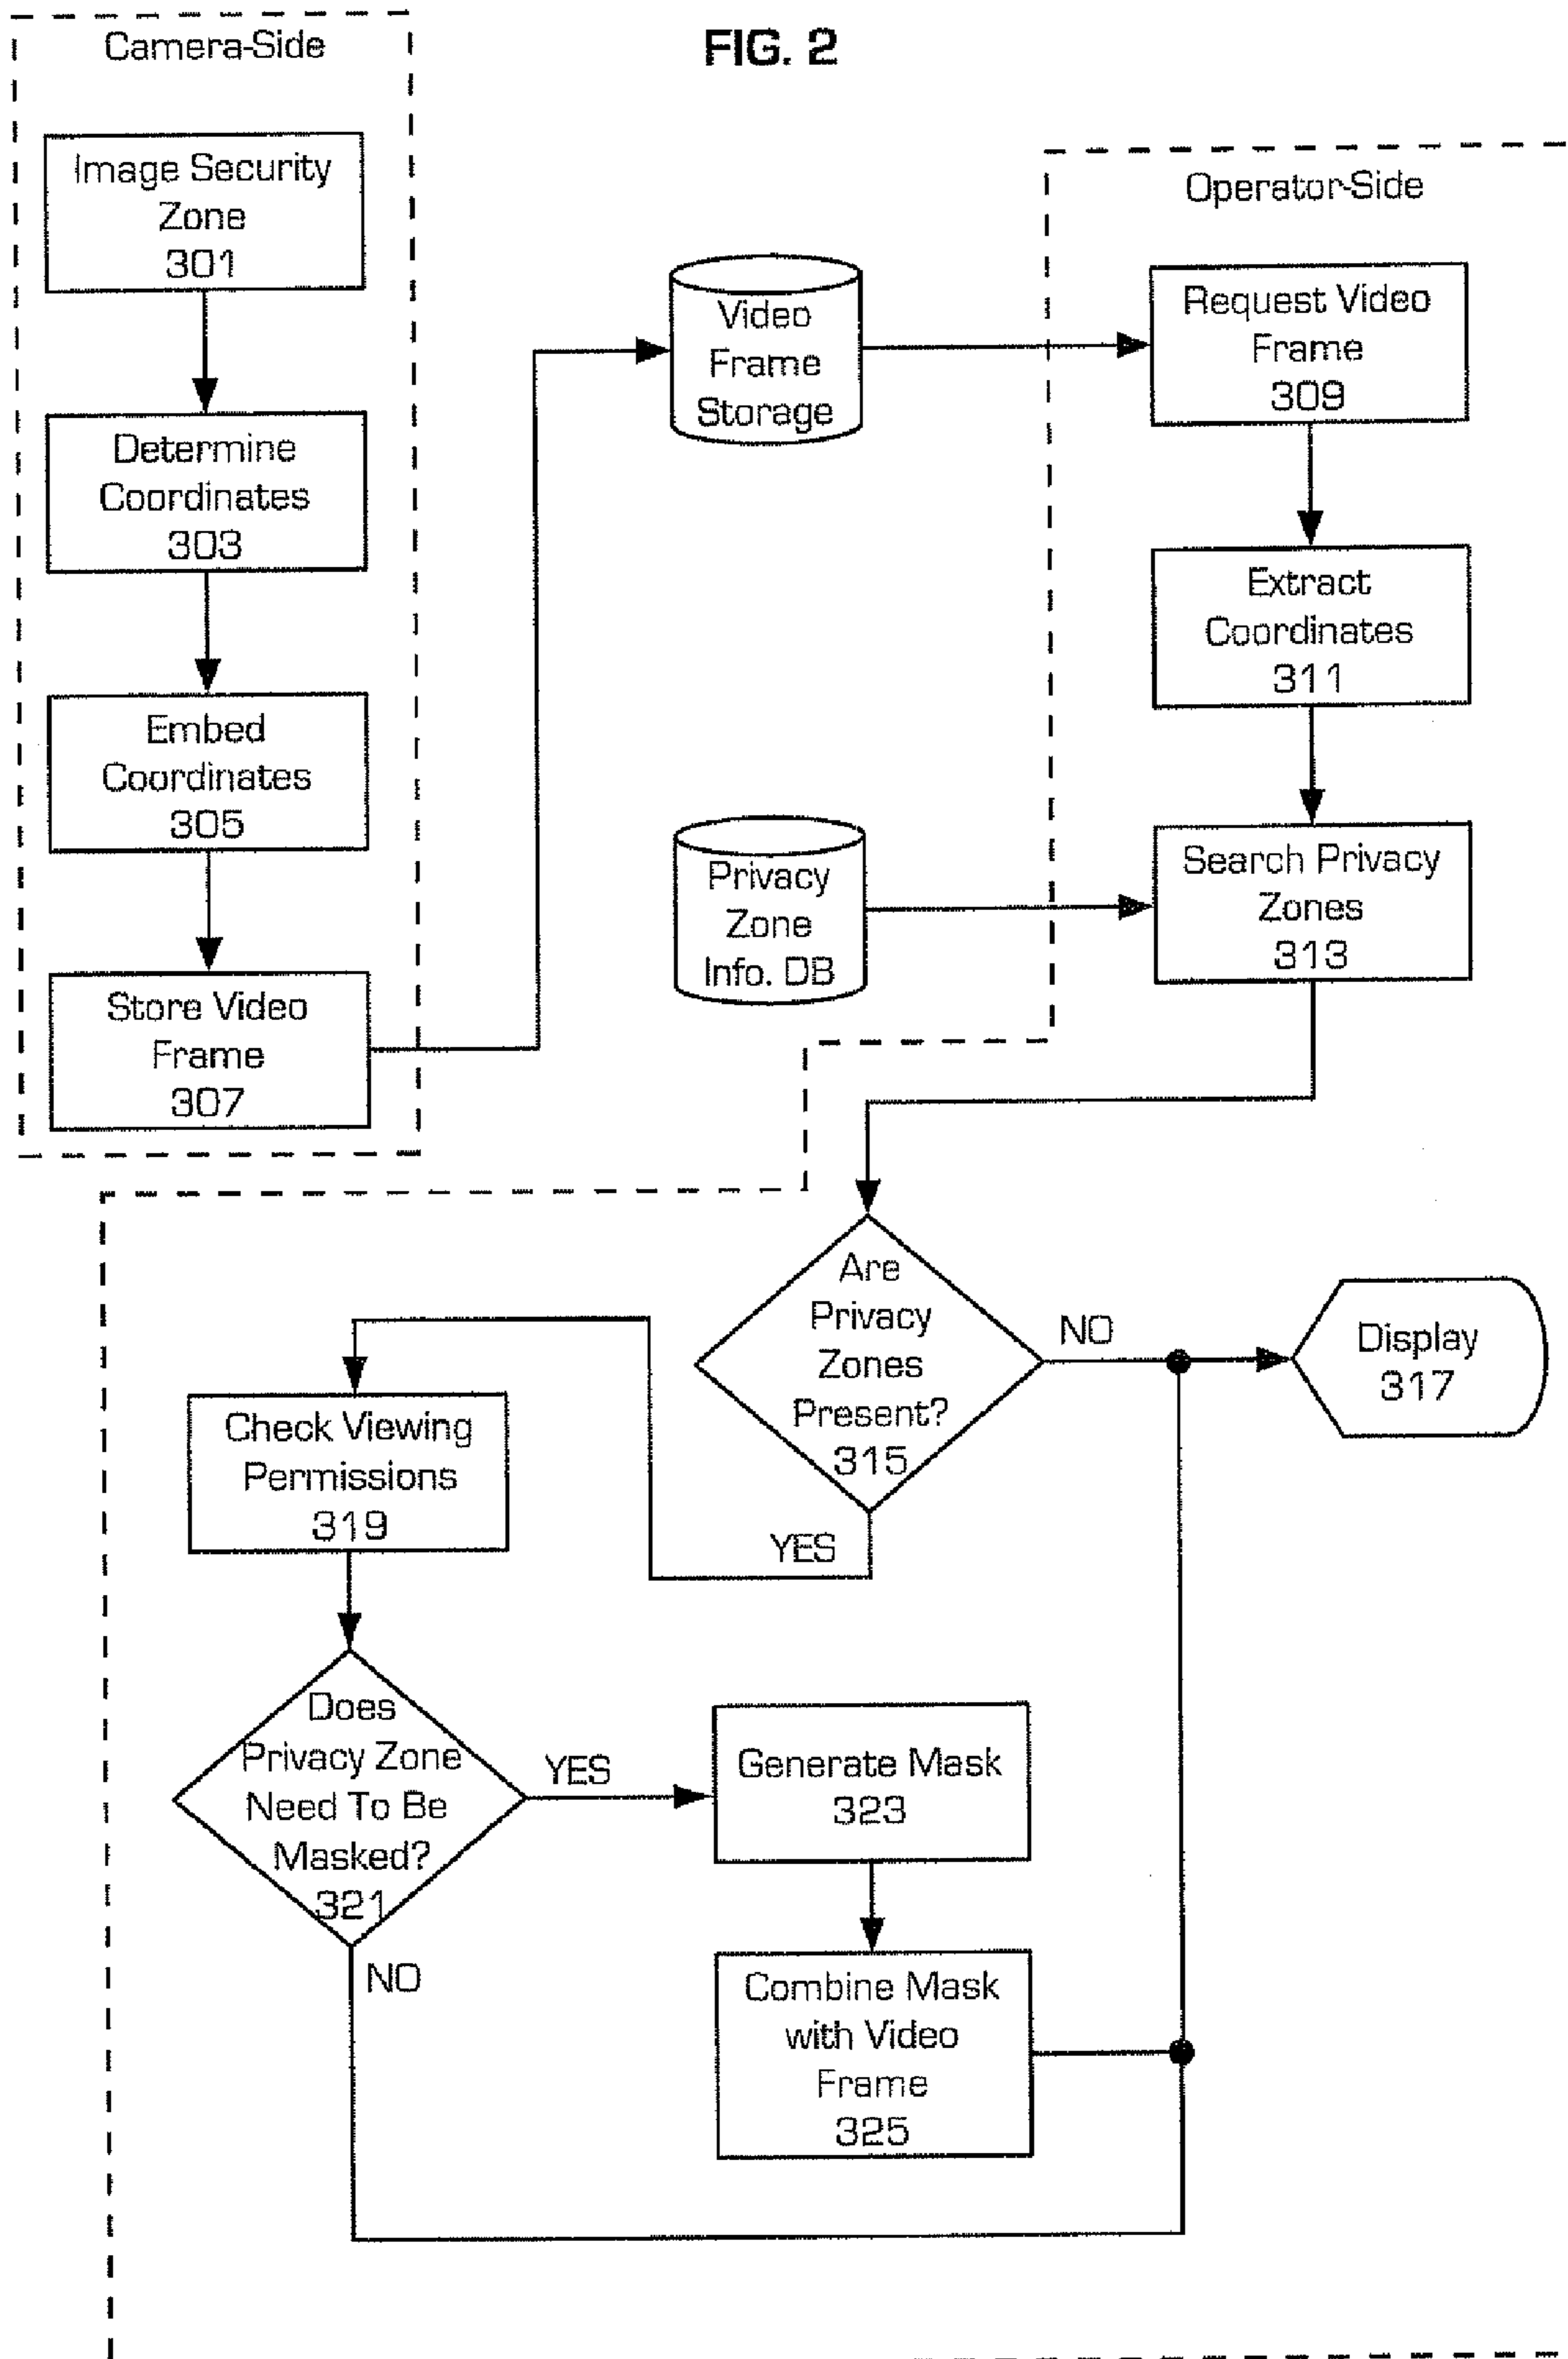 FIG. 2
Camera-Side
Image Security
Zone
301
Determine
Coordinates
303
Embed
Coordinates
305
Store Video
Frame
307
Video
Frame
Storage
Privacy
Zone
Info. DB
Operator-Side
Request Video
Frame
309
Extract
Coordinates
311
Search Privacy
Zones
313
Are
Privacy
Zones
Present?
315
NO
Display
317
YES
Check Viewing
Permissions
319
Does
Privacy Zone
Need To Be
Masked?
321
YES
NO
Generate Mask
323
Combine Mask
with Video
Frame
325